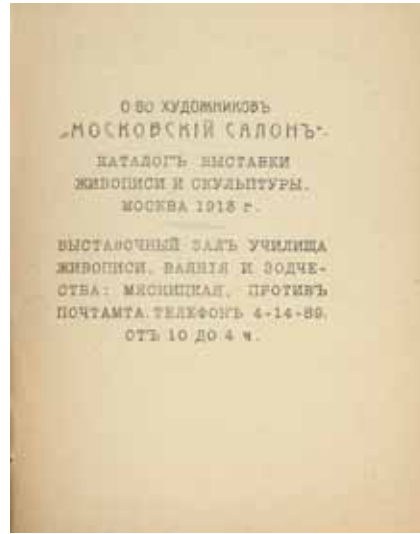 О-ВО ХУДОЖНИКОВЪ
„МОСКОВСКІЙ САЛОНЪ“.
КАТАЛОГЪ ВЫСТАВКИ
ЖИВОПИСИ И СКУЛЬПТУРЫ.
МОСКВА 1913 г.
ВЫСТАВОЧНЫЙ ЗАЛЪ УЧИЛИЩА
ЖИВОПИСИ, ВАЯНІЯ И ЗОДЧЕ-
СТВА: МЯСНИЦКАЯ, ПРОТИВЪ
ПОЧТАМТА. ТЕЛЕФОНЪ 4-14-89.
ОТЪ 10 ДО 4 ч.